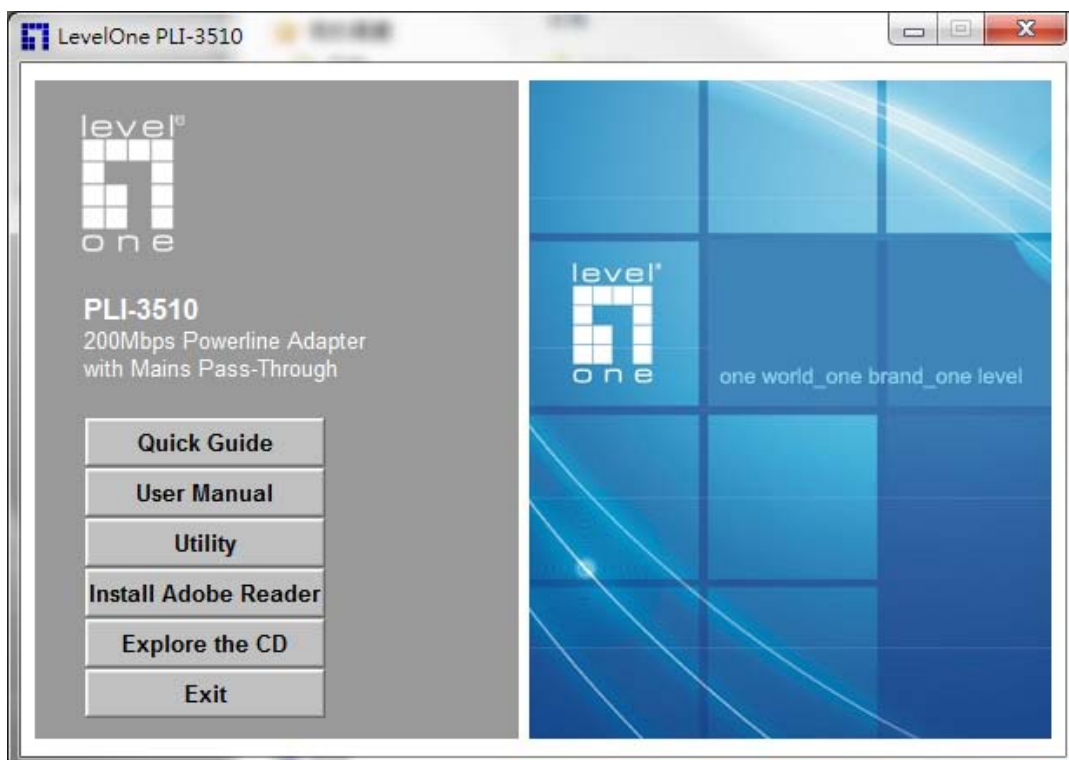 LevelOne PLI-3510
level®
one
PLI-3510
200Mbps Powerline Adapter
with Mains Pass-Through
Quick Guide
User Manual
Utility
Install Adobe Reader
Explore the CD
Exit
level®
one
one world_one brand_one level